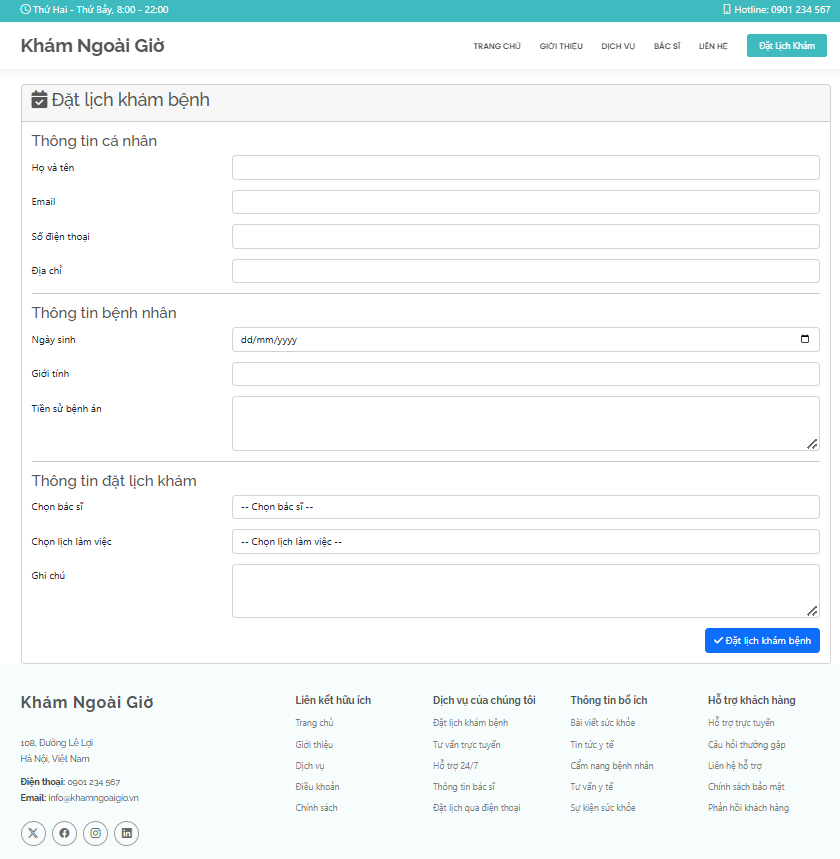 Thứ Hai - Thứ Bảy, 8:00 - 22:00
Hotline: 0901 234 567
Khám Ngoài Giờ
TRANG CHỦ
GIỚI THIỆU
DỊCH VỤ
BÁC SĨ
LIÊN HỆ
Đặt Lịch Khám
Đặt lịch khám bệnh
Thông tin cá nhân
Họ và tên
Email
Số điện thoại
Địa chỉ
Thông tin bệnh nhân
Ngày sinh
dd/mm/yyyy
Giới tính
Tiền sử bệnh án
Thông tin đặt lịch khám
Chọn bác sĩ
-- Chọn bác sĩ --
Chọn lịch làm việc
-- Chọn lịch làm việc --
Ghi chú
Đặt lịch khám bệnh
Khám Ngoài Giờ
108, Đường Lê Lợi
Hà Nội, Việt Nam
Điện thoại: 0901 234 567
Email: info@khamngoaigio.vn
Liên kết hữu ích
Trang chủ
Giới thiệu
Dịch vụ
Điều khoản
Chính sách
Dịch vụ của chúng tôi
Đặt lịch khám bệnh
Tư vấn trực tuyến
Hỗ trợ 24/7
Thông tin bác sĩ
Đặt lịch qua điện thoại
Thông tin bổ ích
Bài viết sức khỏe
Tin tức y tế
Cẩm nang bệnh nhân
Tư vấn y tế
Sự kiện sức khỏe
Hỗ trợ khách hàng
Hỗ trợ trực tuyến
Câu hỏi thường gặp
Liên hệ hỗ trợ
Chính sách bảo mật
Phản hồi khách hàng